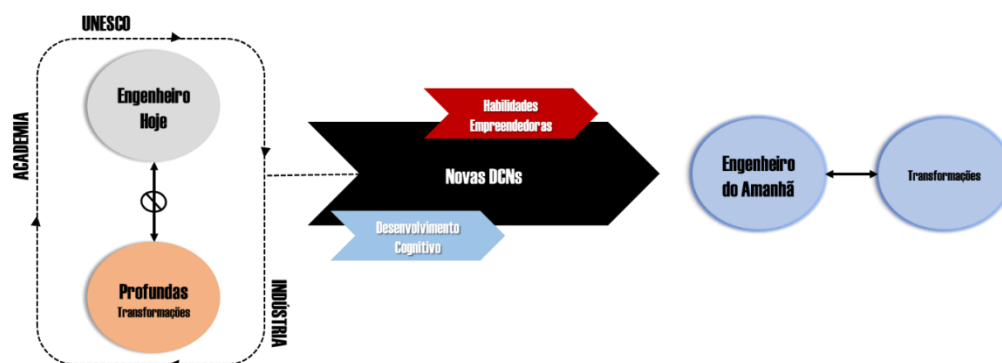 UNESCO
ACADEMIA
Engenheiro
Hoje
Profundas
Transformações
INDÚSTRIA
Habilidades
Empreendedoras
Novas DCNs
Desenvolvimento
Cognitivo
Engenheiro
do Amanhã
Transformações